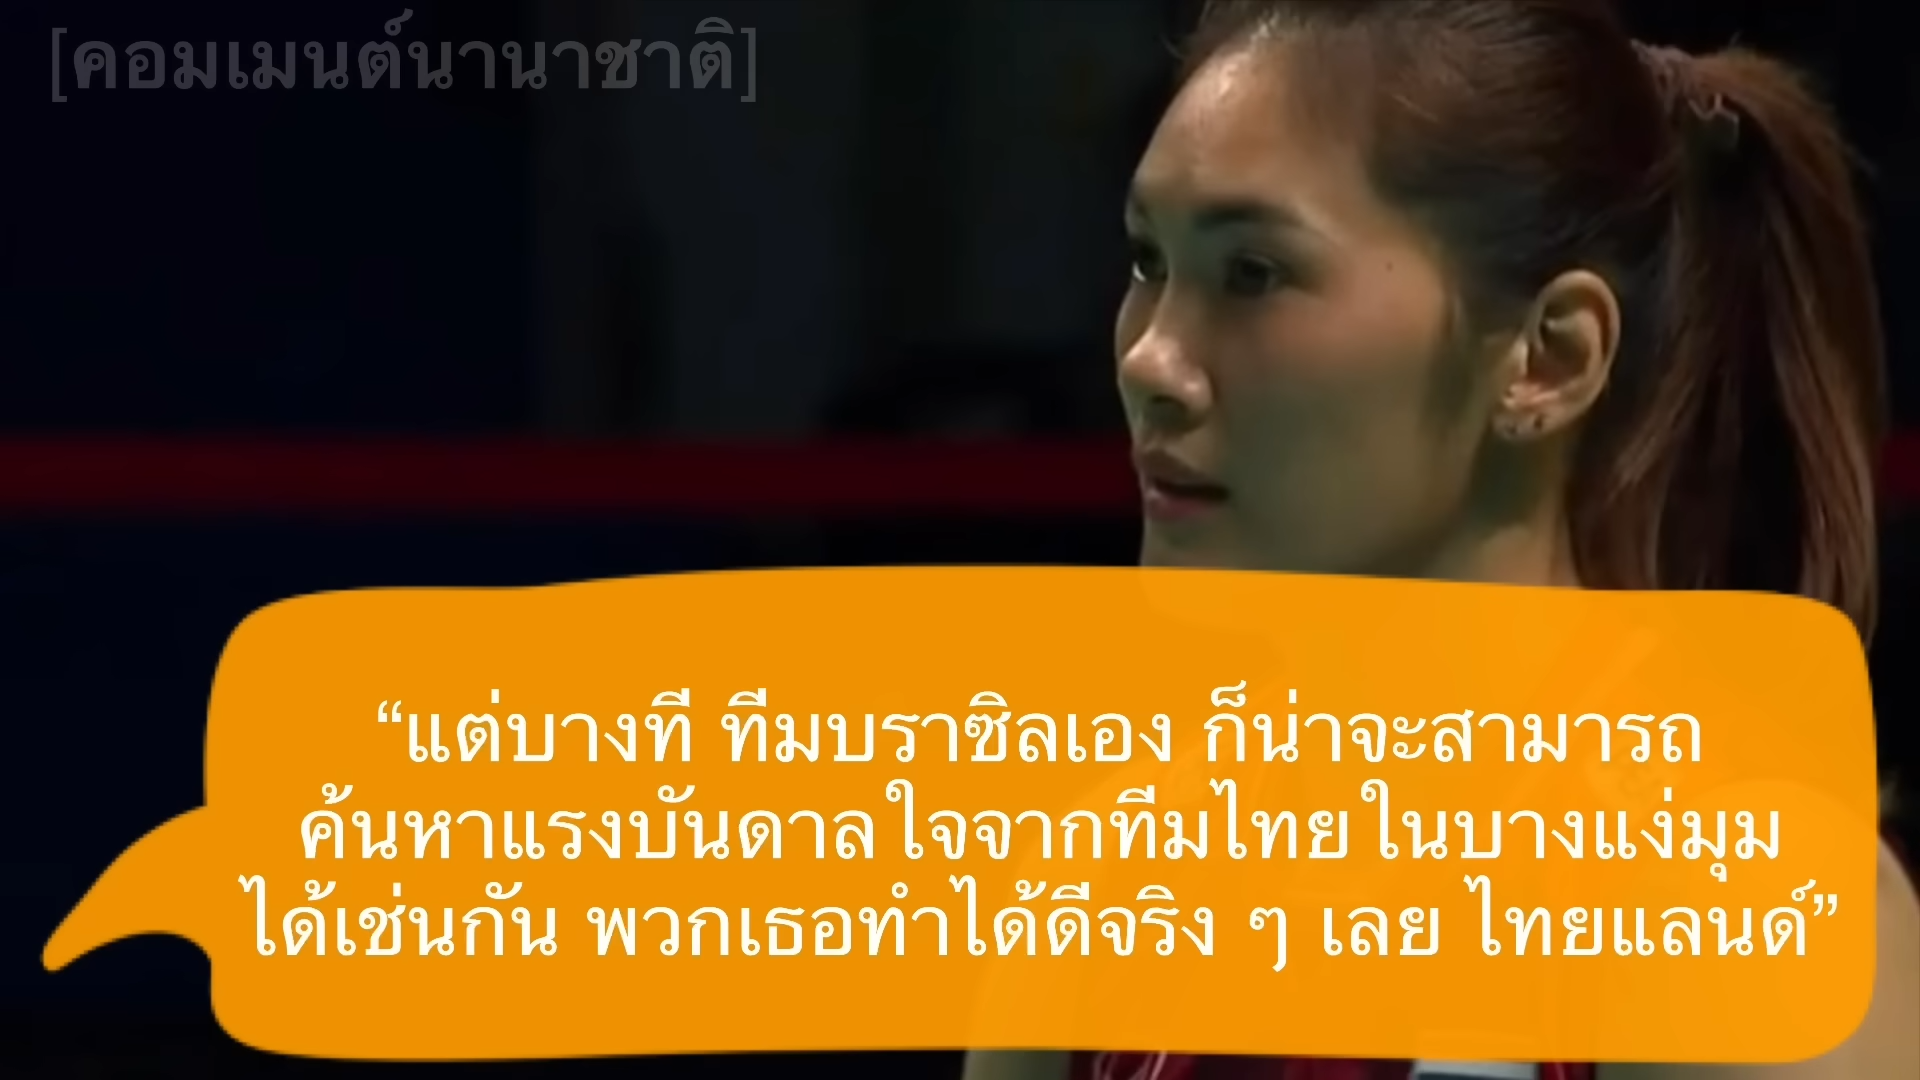 [คอมเมนต์นานาชาติ]
“แต่บางที ทีมบราซิลเอง ก็น่าจะสามารถ
ค้นหาแรงบันดาลใจจากทีมไทยในบางแง่มุม
ได้เช่นกัน พวกเธอทำได้ดีจริง ๆ เลย ไทยแลนด์”